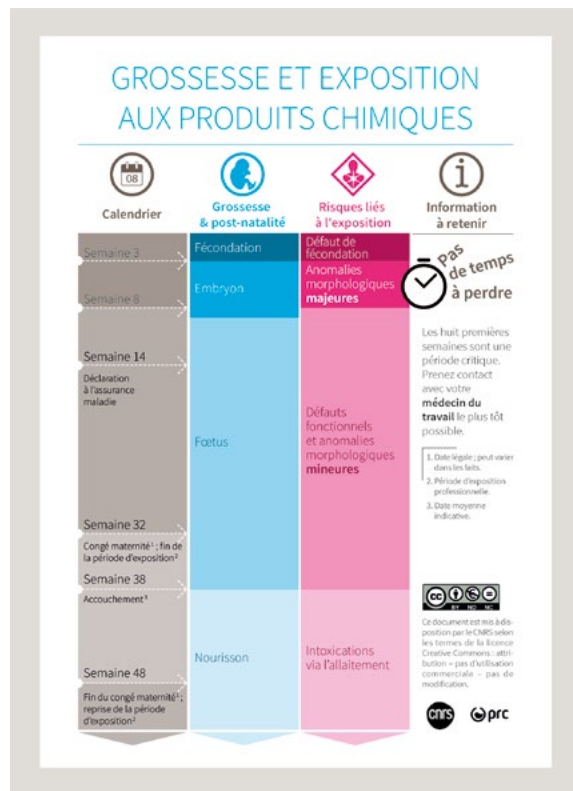 GROSSESSE ET EXPOSITION
AUX PRODUITS CHIMIQUES
08
Calendrier
Grossesse
& post-natalité
Risques liés
à l'exposition
Information
à retenir
Semaine 3
Fécondation
Défaut de
fécondation
Semaine 8
Embryon
Anomalies
morphologiques
majeures
Pas
de temps
à perdre
Semaine 14
Déclaration
à l'assurance
maladie
Fœtus
Défauts
fonctionnels
et anomalies
morphologiques
mineures
Les huit premières
semaines sont une
période critique.
Prenez contact
avec votre
médecin du
travail le plus tôt
possible.
1. Date légale ; peut varier
dans les faits.
2. Période d'exposition
professionnelle.
3. Date moyenne
indicative.
Semaine 32
Congé maternité¹ ; fin de
la période d'exposition²
Semaine 38
Accouchement³
Nourisson
Intoxications
via l'allaitement
Semaine 48
Fin du congé maternité¹ ;
reprise de la période
d'exposition²
cc
BY NC ND
Ce document est mis à dis-
position par le CNRS selon
les termes de la licence
Creative Commons : attri-
bution – pas d'utilisation
commerciale – pas de
modification.
cnrs
prc